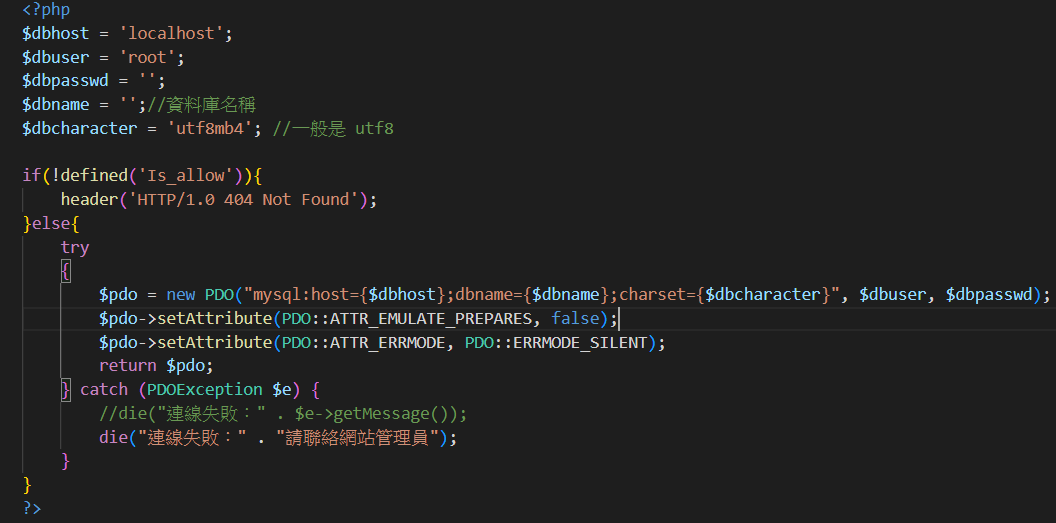 <?php
$dbhost = 'localhost';
$dbuser = 'root';
$dbpasswd = '';
$dbname = '';//資料庫名稱
$dbcharacter = 'utf8mb4'; //一般是 utf8
if(!defined('Is_allow')){
header('HTTP/1.0 404 Not Found');
}else{
try
{
$pdo = new PDO("mysql:host={$dbhost};dbname={$dbname};charset={$dbcharacter}", $dbuser, $dbpasswd);
$pdo->setAttribute(PDO::ATTR_EMULATE_PREPARES, false);
$pdo->setAttribute(PDO::ATTR_ERRMODE, PDO::ERRMODE_SILENT);
return $pdo;
} catch (PDOException $e) {
//die("連線失敗：" . $e->getMessage());
die("連線失敗：" . "請聯絡網站管理員");
}
}
?>